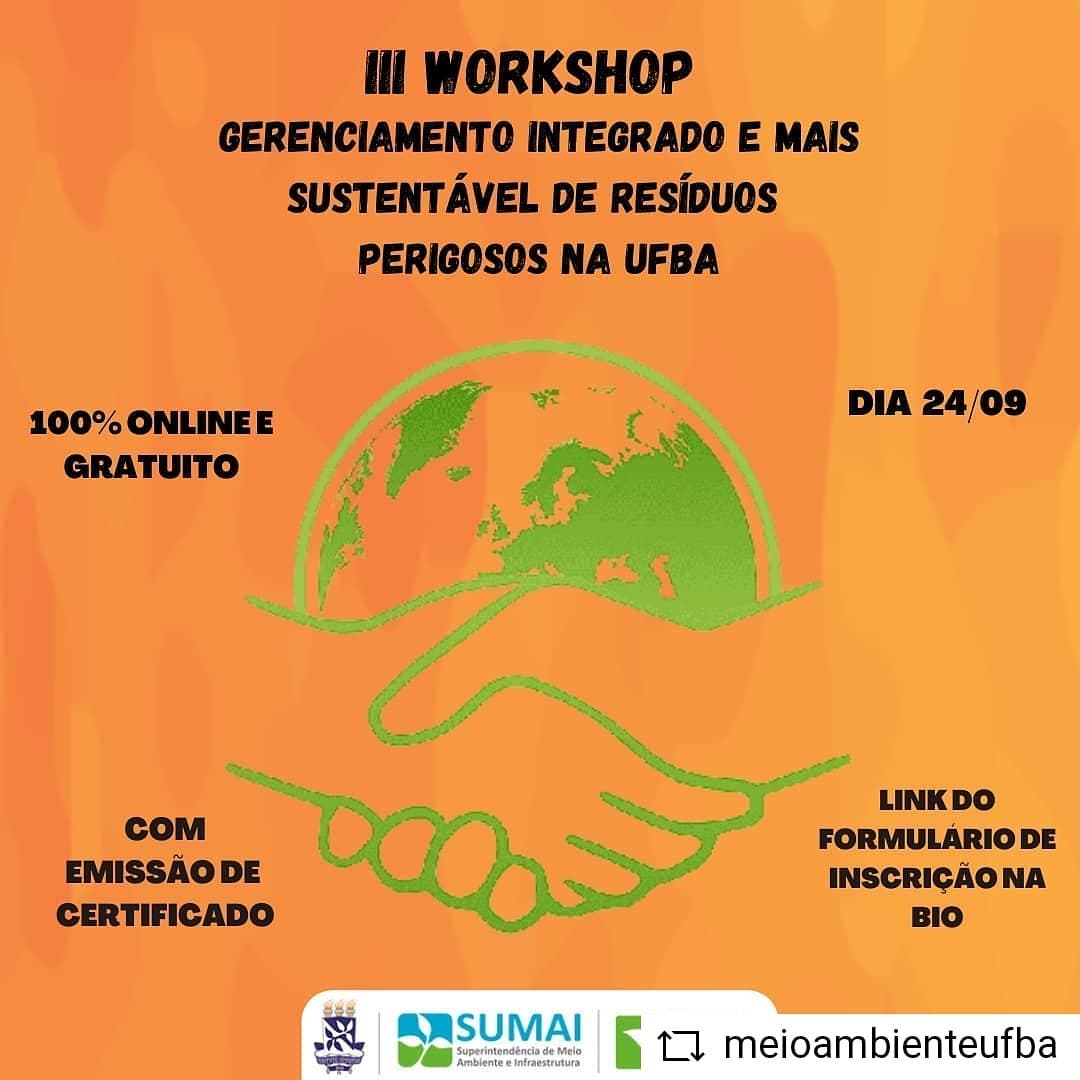 III WORKSHOP
GERENCIAMENTO INTEGRADO E MAIS
SUSTENTÁVEL DE RESÍDUOS
PERIGOSOS NA UFBA
100% ONLINE E
GRATUITO
DIA 24/09
COM
EMISSÃO DE
CERTIFICADO
LINK DO
FORMULÁRIO DE
INSCRIÇÃO NA
BIO
SUMAI
Superintendência de Meio
Ambiente e Infraestrutura
meioambienteufba